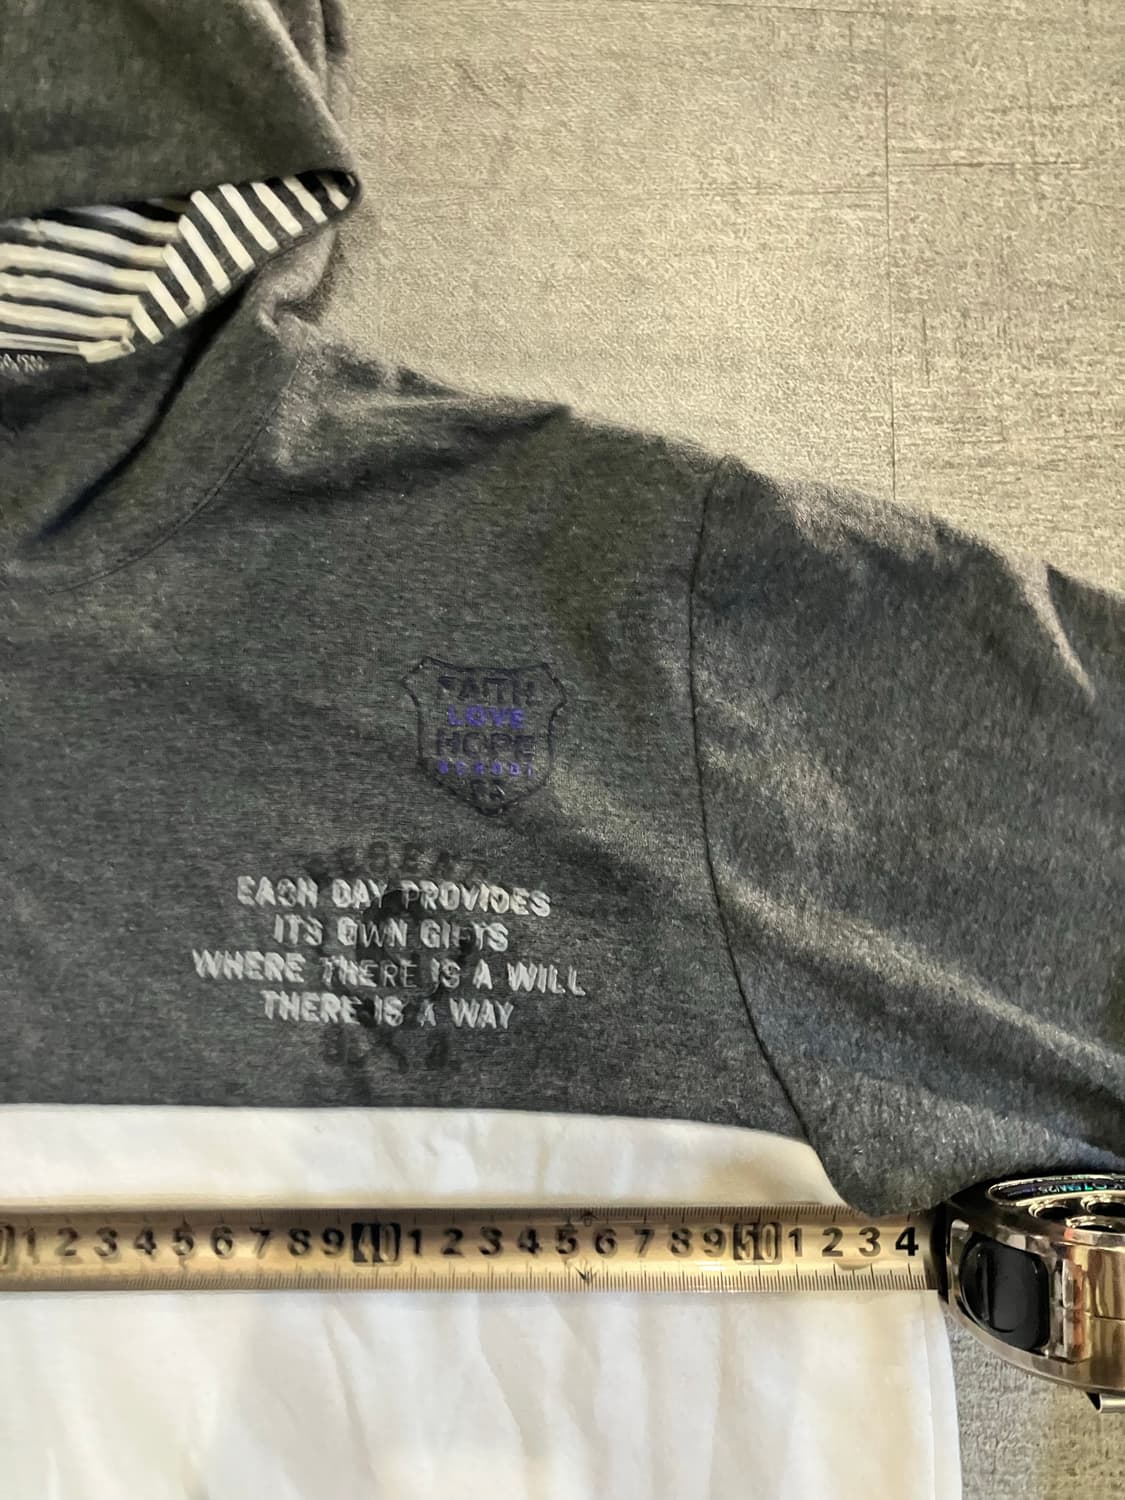 FAITH
LOVE
HOPE
EACH DAY PROVIDES
ITS OWN GIFTS
WHERE THERE IS A WILL
THERE IS A WAY
1 2 3 4 5 6 7 8 9 40 1 2 3 4 5 6 7 8 9 50 1 2 3 4